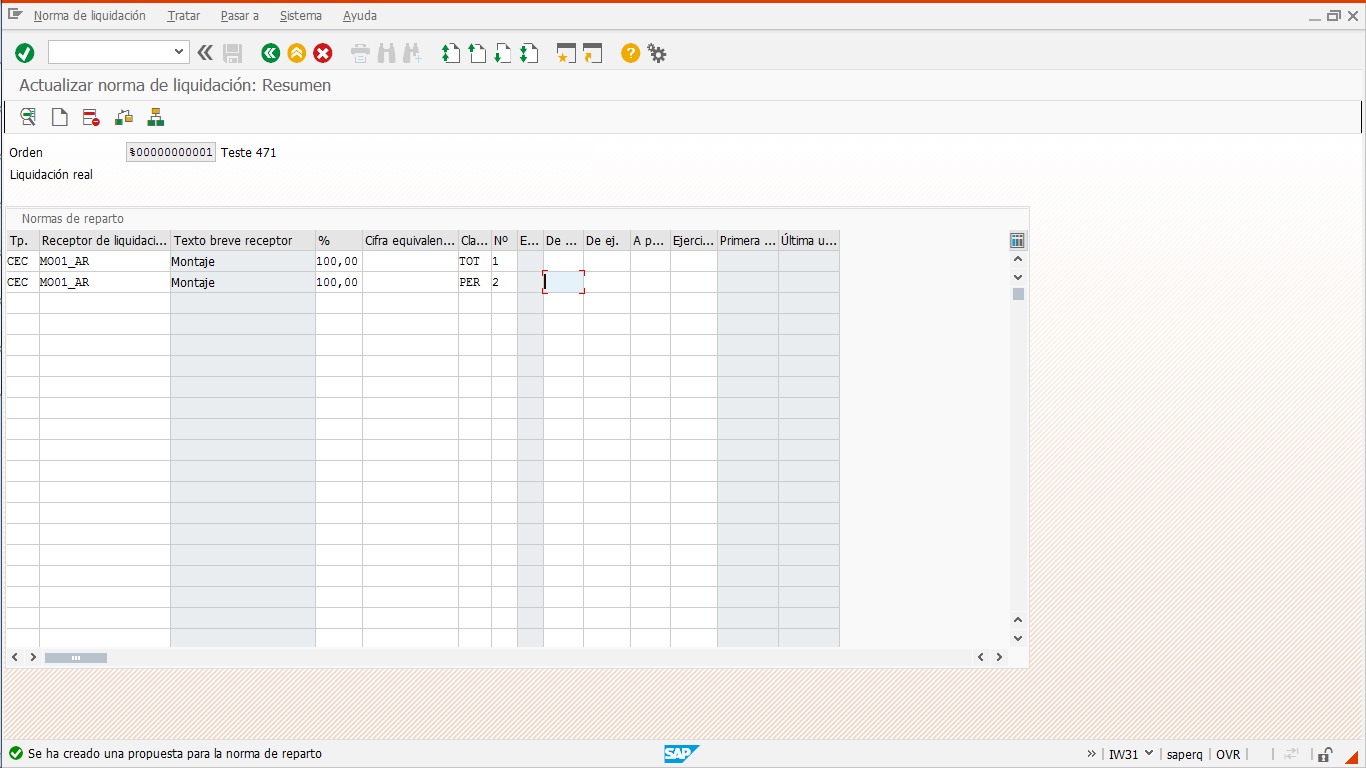 Norma de liquidación Tratar Pasar a Sistema Ayuda
Actualizar norma de liquidación: Resumen
Orden %00000000001 Teste 471
Liquidación real
Normas de reparto
Tp. Receptor de liquidaci... Texto breve receptor % Cifra equivalen... Cla... Nº E... De ... De ej. A p... Ejerci... Primera ... Última u...
CEC MO01_AR Montaje 100,00 TOT 1
CEC MO01_AR Montaje 100,00 PER 2
Se ha creado una propuesta para la norma de reparto SAP IW31 saperq OVR